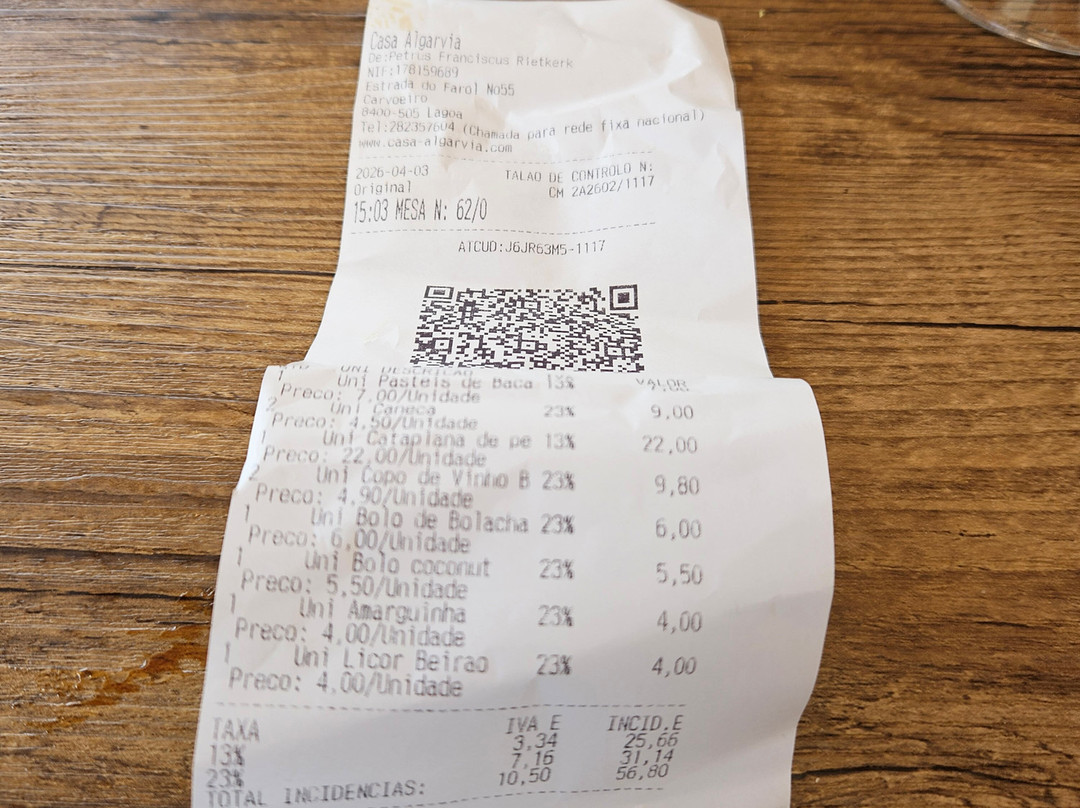 Casa Algarvia
De:Petrus Franciscus Rietkerk
NIF:178159689
Estrada do Farol No55
Carvoeiro
8400-505 Lagoa
Tel:282357604 (Chamada para rede fixa nacional)
www.casa-algarvia.com
2026-04-03 TALAO DE CONTROLO N:
Original CM 2A2602/1117
15:03 MESA N: 62/0
ATCUD:J6JR63M5-1117
UNI DESCRICAO VALOR
1 Uni Pasteis de Baca 13%
Preco: 7,00/Unidade
2 Uni Caneca 23% 9,00
Preco: 4,50/Unidade
1 Uni Cataplana de pe 13% 22,00
Preco: 22,00/Unidade
2 Uni Copo de Vinho B 23% 9,80
Preco: 4,90/Unidade
1 Uni Bolo de Bolacha 23% 6,00
Preco: 6,00/Unidade
1 Uni Bolo coconut 23% 5,50
Preco: 5,50/Unidade
1 Uni Amarguinha 23% 4,00
Preco: 4,00/Unidade
1 Uni Licor Beirao 23% 4,00
Preco: 4,00/Unidade
TAXA IVA E INCID.E
13% 3,34 25,66
23% 7,16 31,14
TOTAL INCIDENCIAS: 10,50 56,80